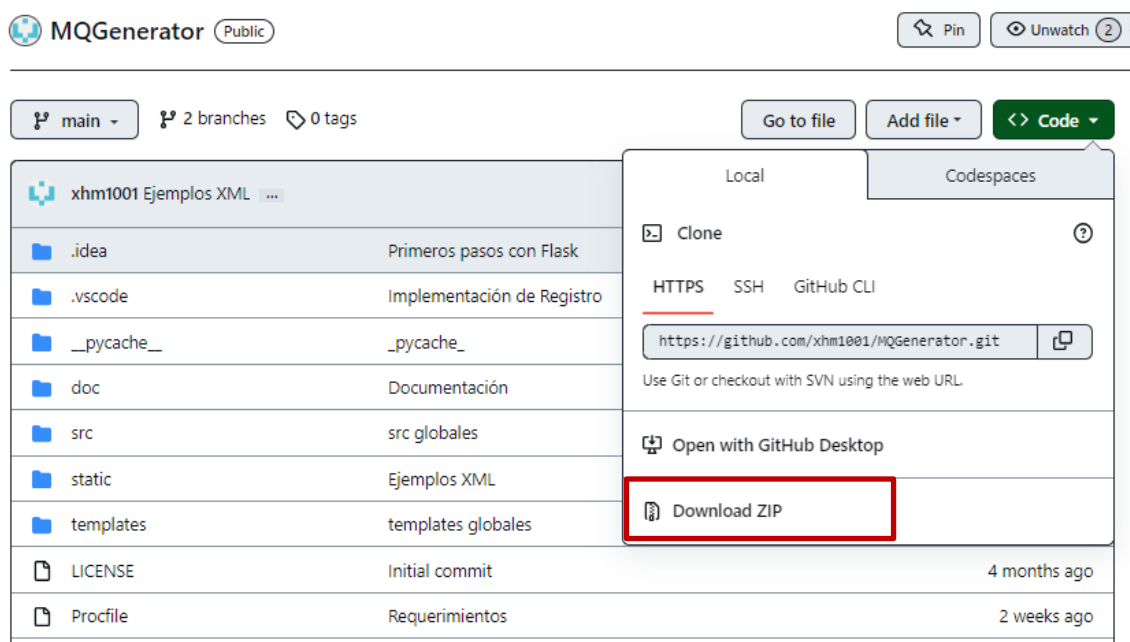 MQGenerator Public Pin Unwatch 2
main 2 branches 0 tags Go to file Add file <> Code
Local Codespaces
xhm1001 Ejemplos XML ...
Clone
.idea Primeros pasos con Flask
HTTPS SSH GitHub CLI
.vscode Implementación de Registro
https://github.com/xhm1001/MQGenerator.git
__pycache__ _pycache_
Use Git or checkout with SVN using the web URL.
doc Documentación
src src globales
Open with GitHub Desktop
static Ejemplos XML
Download ZIP
templates templates globales
LICENSE Initial commit 4 months ago
Procfile Requerimientos 2 weeks ago